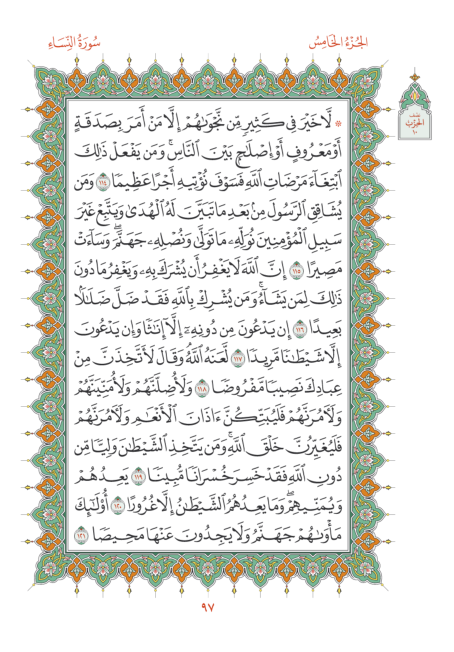 سُورَةُ النِّسَاءِ
الجُزْءُ الخَامِسُ
۞ لَّا خَيْرَ فِي كَثِيرٍ مِّن نَّجْوَىٰهُمْ إِلَّا مَنْ أَمَرَ بِصَدَقَةٍ
أَوْ مَعْرُوفٍ أَوْ إِصْلَٰحٍۭ بَيْنَ ٱلنَّاسِۚ وَمَن يَفْعَلْ ذَٰلِكَ
ٱبْتِغَآءَ مَرْضَاتِ ٱللَّهِ فَسَوْفَ نُؤْتِيهِ أَجْرًا عَظِيمًا ١١٤ وَمَن
يُشَاقِقِ ٱلرَّسُولَ مِنۢ بَعْدِ مَا تَبَيَّنَ لَهُ ٱلْهُدَىٰ وَيَتَّبِعْ غَيْرَ
سَبِيلِ ٱلْمُؤْمِنِينَ نُوَلِّهِۦ مَا تَوَلَّىٰ وَنُصْلِهِۦ جَهَنَّمَۖ وَسَآءَتْ
مَصِيرًا ١١٥ إِنَّ ٱللَّهَ لَا يَغْفِرُ أَن يُشْرَكَ بِهِۦ وَيَغْفِرُ مَا دُونَ
ذَٰلِكَ لِمَن يَشَآءُۚ وَمَن يُشْرِكْ بِٱللَّهِ فَقَدْ ضَلَّ ضَلَٰلًۢا
بَعِيدًا ١١٦ إِن يَدْعُونَ مِن دُونِهِۦٓ إِلَّآ إِنَٰثًا وَإِن يَدْعُونَ
إِلَّا شَيْطَٰنًا مَّرِيدًا ١١٧ لَّعَنَهُ ٱللَّهُۘ وَقَالَ لَأَتَّخِذَنَّ مِنْ
عِبَادِكَ نَصِيبًا مَّفْرُوضًا ١١٨ وَلَأُضِلَّنَّهُمْ وَلَأُمَنِّيَنَّهُمْ
وَلَءَامُرَنَّهُمْ فَلَيُبَتِّكُنَّ ءَاذَانَ ٱلْأَنْعَٰمِ وَلَءَامُرَنَّهُمْ
فَلَيُغَيِّرُنَّ خَلْقَ ٱللَّهِۚ وَمَن يَتَّخِذِ ٱلشَّيْطَٰنَ وَلِيًّا مِّن
دُونِ ٱللَّهِ فَقَدْ خَسِرَ خُسْرَانًا مُّبِينًا ١١٩ يَعِدُهُمْ
وَيُمَنِّيهِمْۖ وَمَا يَعِدُهُمُ ٱلشَّيْطَٰنُ إِلَّا غُرُورًا ١٢٠ أُو۟لَٰٓئِكَ
مَأْوَىٰهُمْ جَهَنَّمُ وَلَا يَجِدُونَ عَنْهَا مَحِيصًا ١٢١
نصف
الحزب
١٠
٩٧